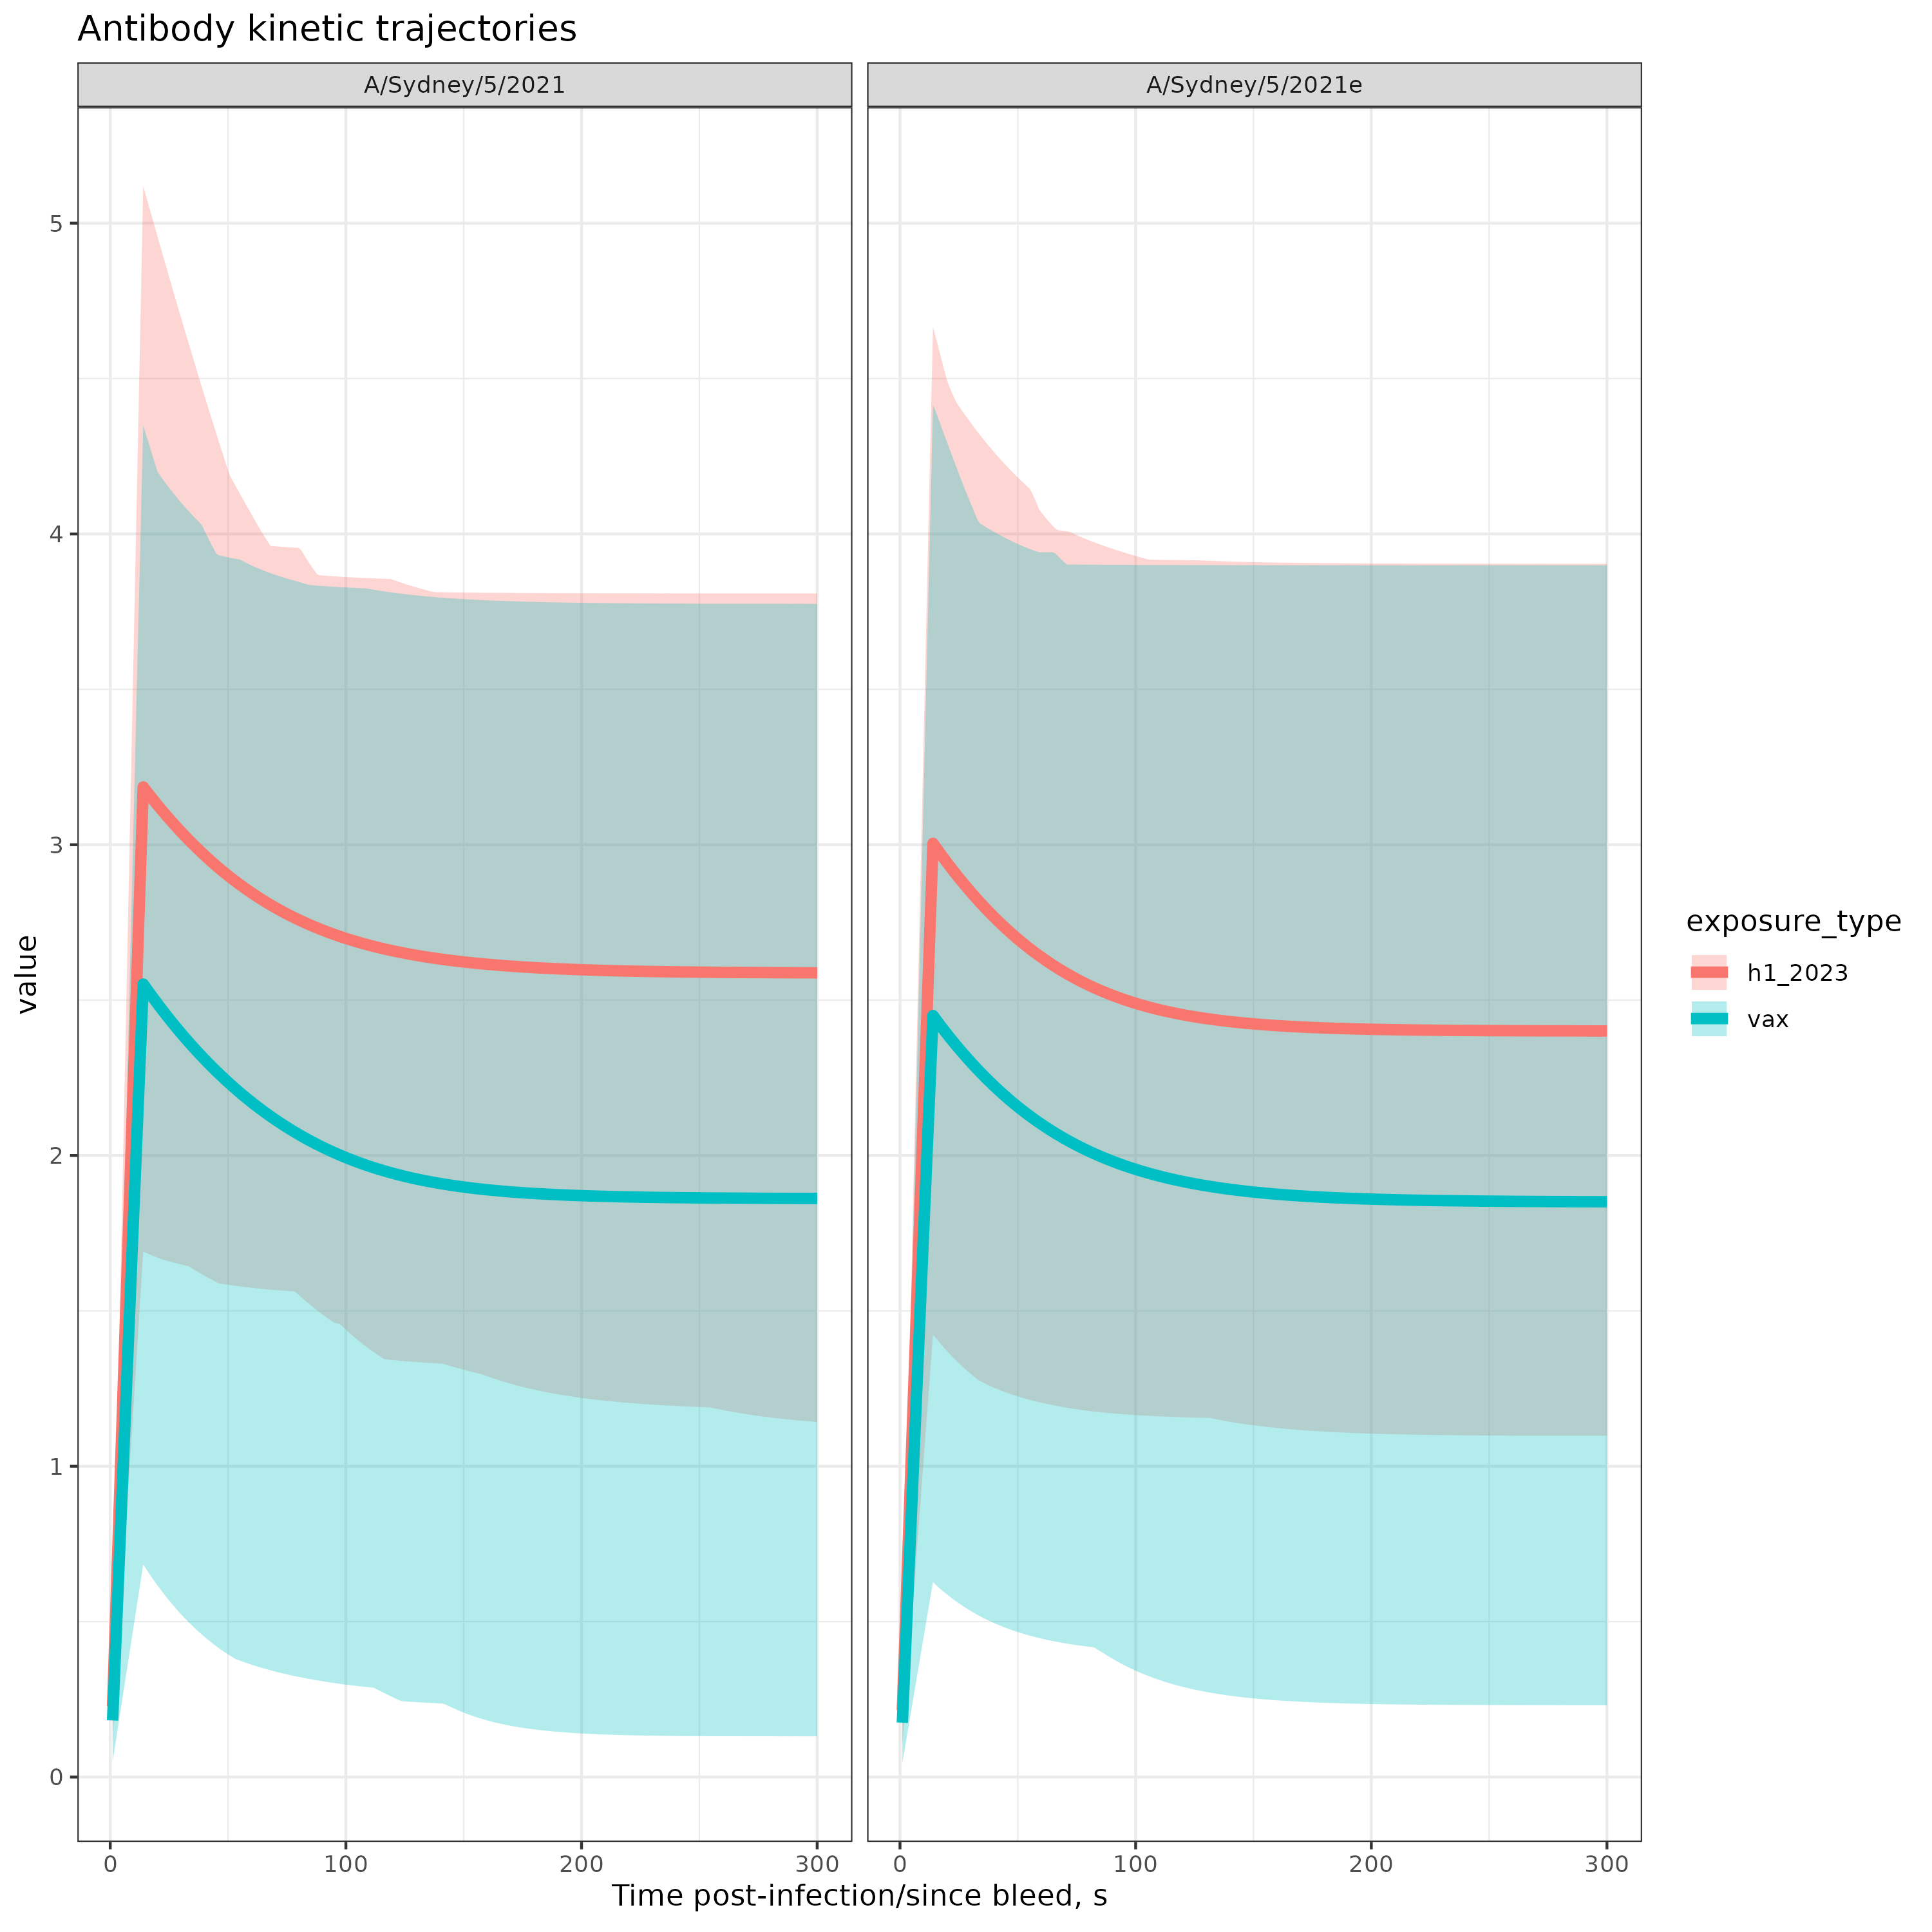 Antibody kinetic trajectories
A/Sydney/5/2021
A/Sydney/5/2021e
value
5
4
3
2
1
0
0
100
200
300
0
100
200
300
Time post-infection/since bleed, s
exposure_type
h1_2023
vax